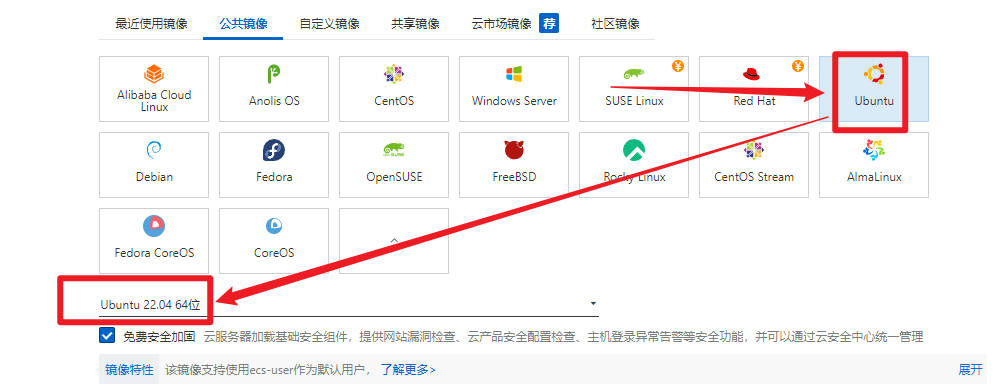 最近使用镜像 公共镜像 自定义镜像 共享镜像 云市场镜像 荐 社区镜像
Alibaba Cloud Linux
Anolis OS
CentOS
Windows Server
SUSE Linux
¥
Red Hat
¥
Ubuntu
Debian
Fedora
OpenSUSE
FreeBSD
Rocky Linux
CentOS Stream
AlmaLinux
Fedora CoreOS
CoreOS
Ubuntu 22.04 64位
免费安全加固 云服务器加载基础安全组件，提供网站漏洞检查、云产品安全配置检查、主机登录异常告警等安全功能，并可以通过云安全中心统一管理
镜像特性 该镜像支持使用ecs-user作为默认用户， 了解更多> 展开